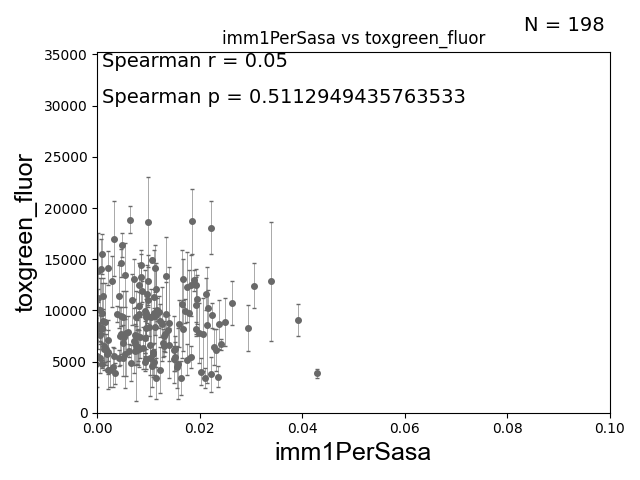 N = 198
imm1PerSasa vs toxgreen_fluor
Spearman r = 0.05
Spearman p = 0.5112949435763533
35000
30000
25000
20000
15000
10000
5000
0
toxgreen_fluor
0.00 0.02 0.04 0.06 0.08 0.10
imm1PerSasa